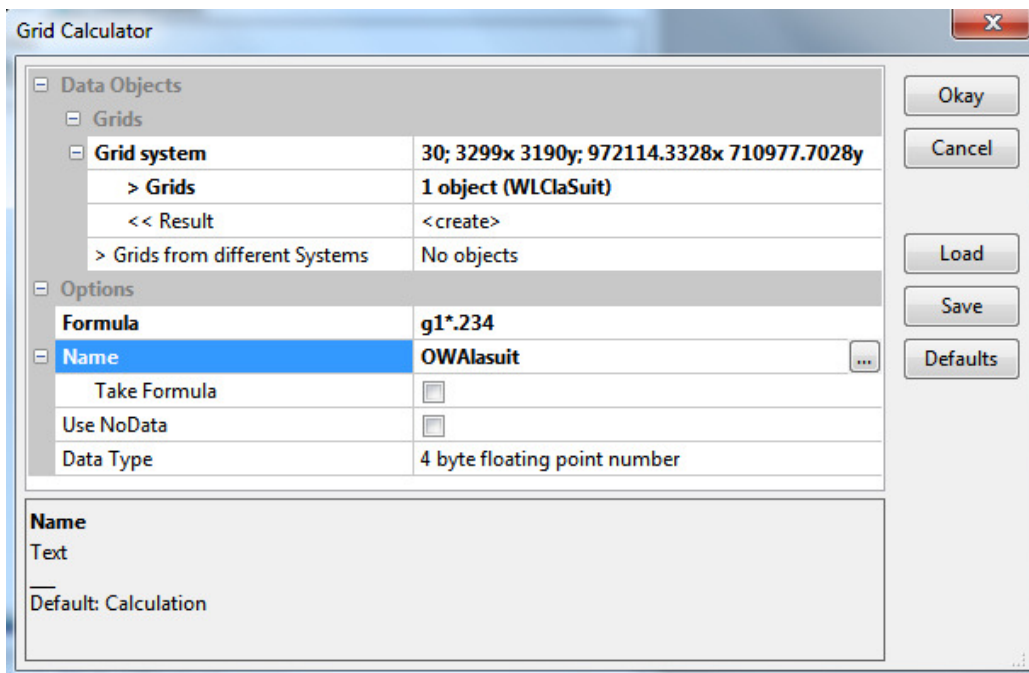 Grid Calculator
Data Objects
Grids
Grid system 30; 3299x 3190y; 972114.3328x 710977.7028y
> Grids 1 object (WLClaSuit)
<< Result <create>
> Grids from different Systems No objects
Options
Formula g1*.234
Name OWAlasuit ...
Take Formula
Use NoData
Data Type 4 byte floating point number
Okay
Cancel
Load
Save
Defaults
Name
Text
__
Default: Calculation